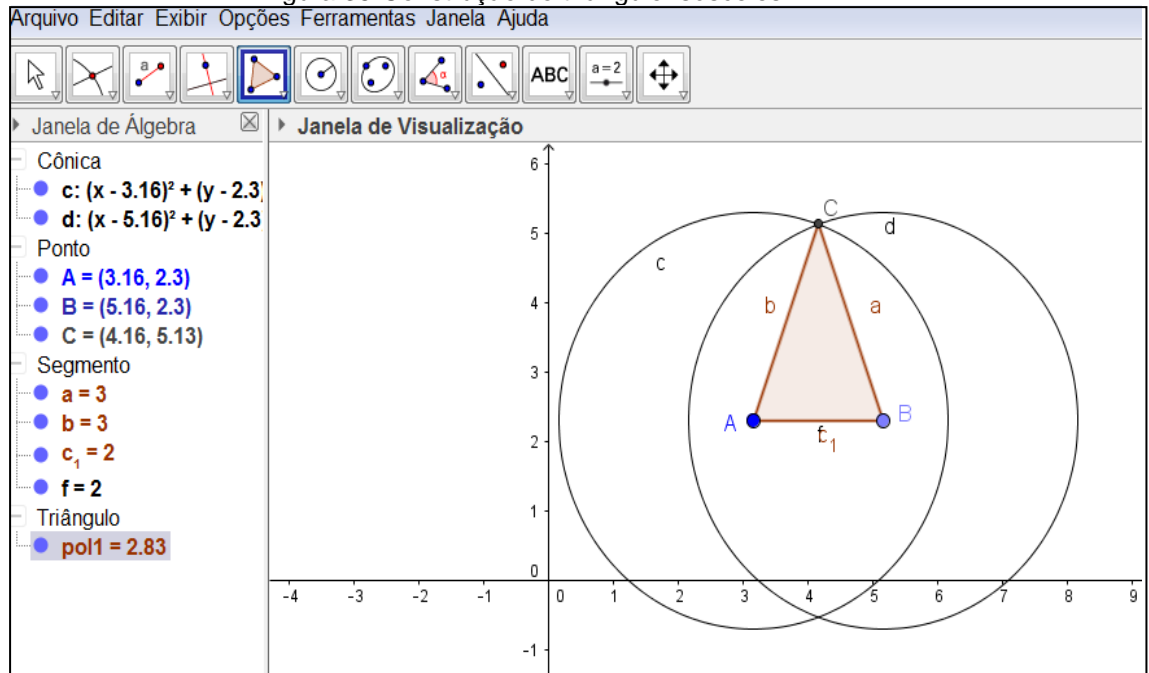 Arquivo Editar Exibir Opções Ferramentas Janela Ajuda
a α ABC a=2
Janela de Álgebra
Janela de Visualização
Cônica
c: (x - 3.16)² + (y - 2.3)
d: (x - 5.16)² + (y - 2.3
Ponto
A = (3.16, 2.3)
B = (5.16, 2.3)
C = (4.16, 5.13)
Segmento
a = 3
b = 3
c₁ = 2
f = 2
Triângulo
pol1 = 2.83
6
5
4
3
2
1
0
-1
-4 -3 -2 -1 0 1 2 3 4 5 6 7 8 9
C
d
c
b a
A B
f
c₁